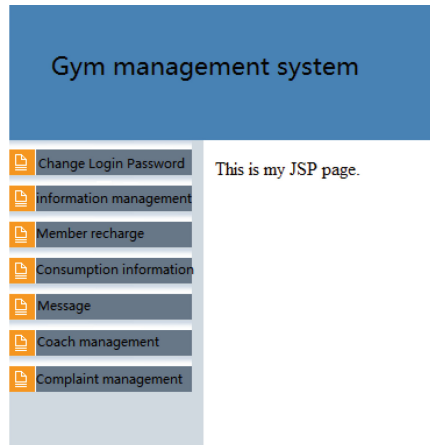 Gym management system
Change Login Password
This is my JSP page.
information management
Member recharge
Consumption information
Message
Coach management
Complaint management